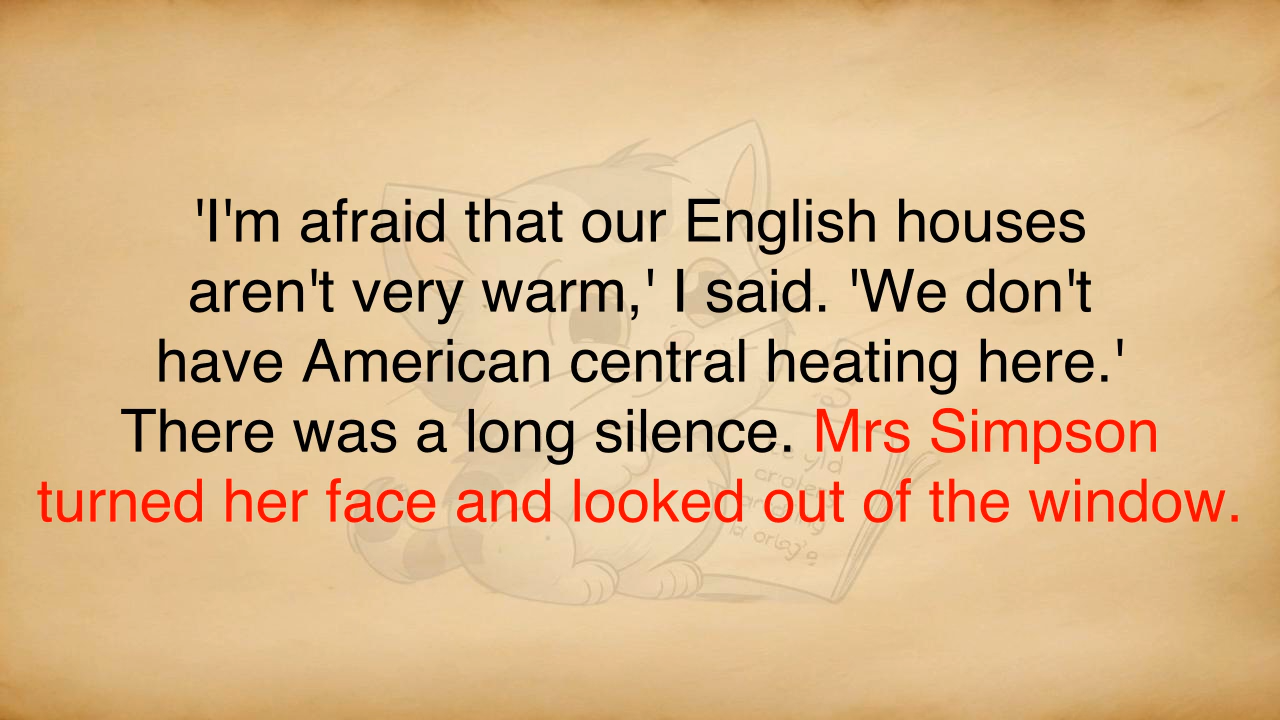 'I'm afraid that our English houses
aren't very warm,' I said. 'We don't
have American central heating here.'
There was a long silence. Mrs Simpson
turned her face and looked out of the window.